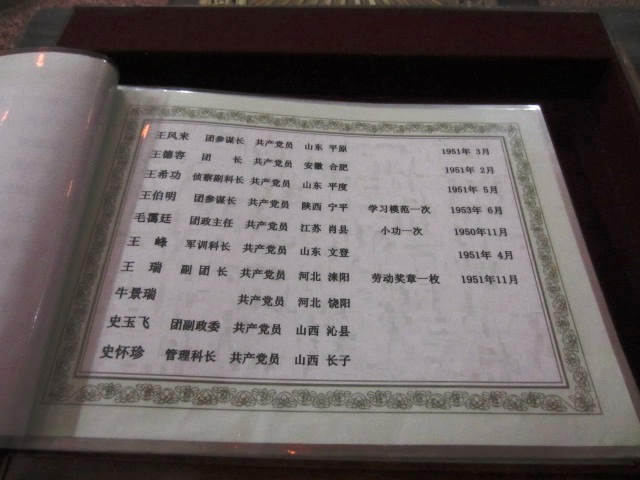 王风来 团参谋长 共产党员 山东 平原 1951年 3月
王德容 团 长 共产党员 安徽 合肥 1951年 2月
王希功 侦察副科长 共产党员 山东 平度 1951年 5月
王伯明 团参谋长 共产党员 陕西 宁平 学习模范一次 1953年 6月
毛霭廷 团政主任 共产党员 江苏 肖县 小功一次 1950年11月
王 峰 军训科长 共产党员 山东 文登 1951年 4月
王 瑞 副 团 长 共产党员 河北 涞阳 劳动奖章一枚 1951年11月
牛景瑞 共产党员 河北 饶阳
史玉飞 团副政委 共产党员 山西 沁县
史怀珍 管理科长 共产党员 山西 长子